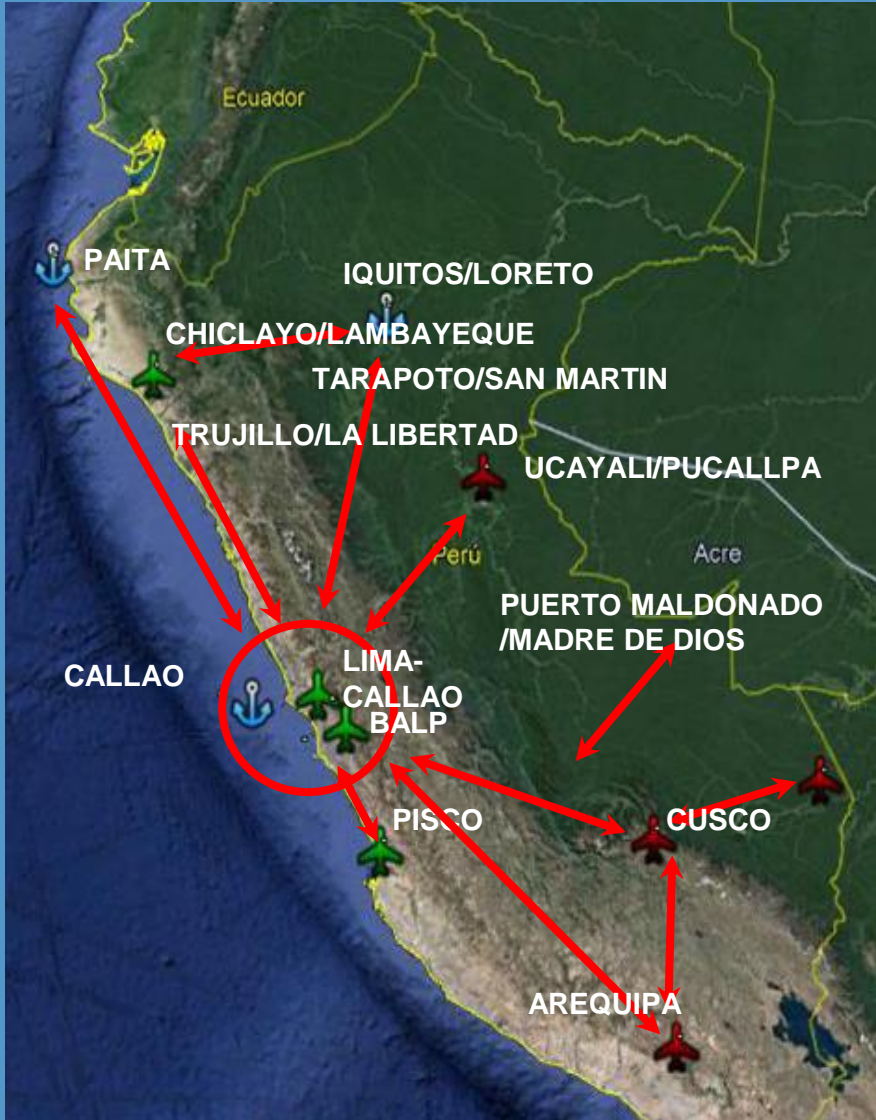 Ecuador
PAITA
IQUITOS/LORETO
CHICLAYO/LAMBAYEQUE
TARAPOTO/SAN MARTIN
TRUJILLO/LA LIBERTAD
UCAYALI/PUCALLPA
Perú
Acre
PUERTO MALDONADO
/MADRE DE DIOS
CALLAO
LIMA-
CALLAO
BALP
PISCO
CUSCO
AREQUIPA